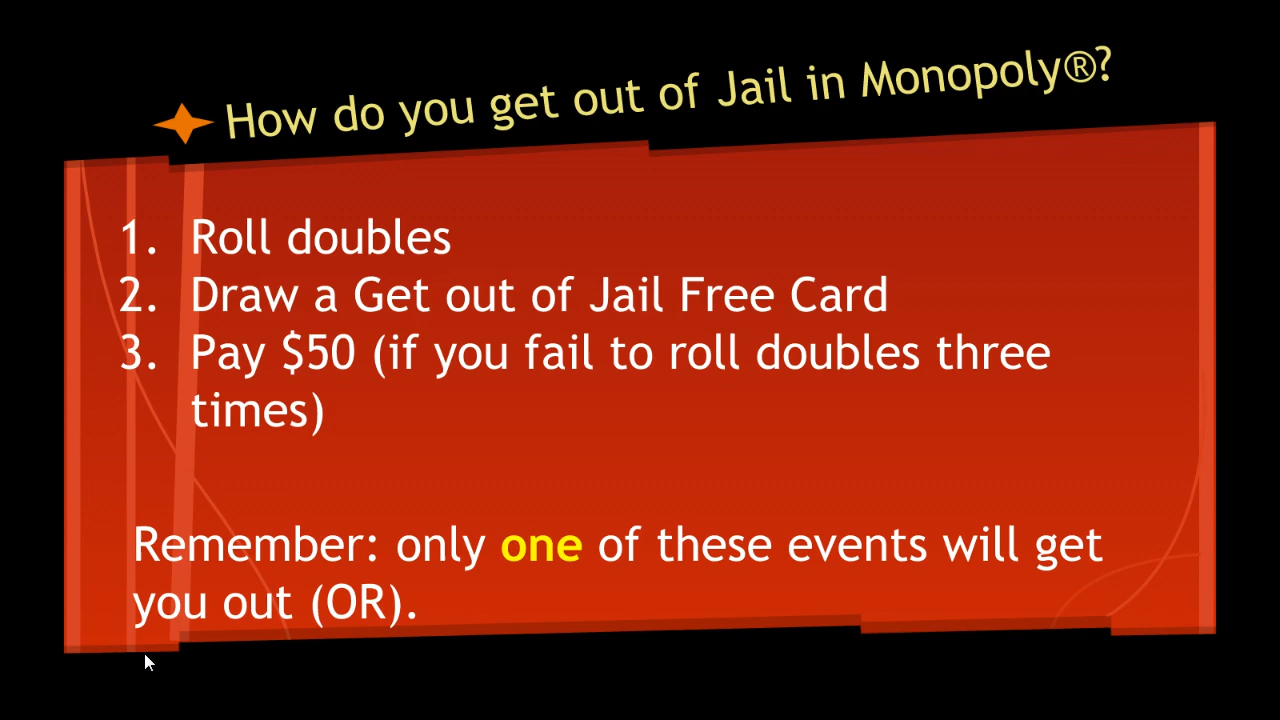 How do you get out of Jail in Monopoly®?
1. Roll doubles
2. Draw a Get out of Jail Free Card
3. Pay $50 (if you fail to roll doubles three
times)
Remember: only one of these events will get
you out (OR).